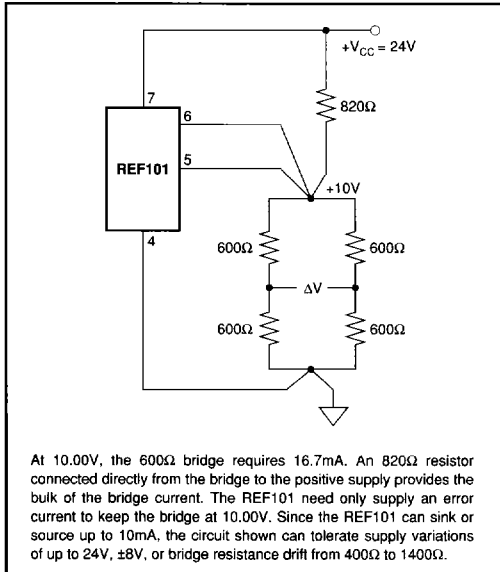 +VCC = 24V
7
820Ω
6
REF101
5
+10V
4
600Ω
600Ω
ΔV
600Ω
600Ω
At 10.00V, the 600Ω bridge requires 16.7mA. An 820Ω resistor
connected directly from the bridge to the positive supply provides the
bulk of the bridge current. The REF101 need only supply an error
current to keep the bridge at 10.00V. Since the REF101 can sink or
source up to 10mA, the circuit shown can tolerate supply variations
of up to 24V, ±8V, or bridge resistance drift from 400Ω to 1400Ω.